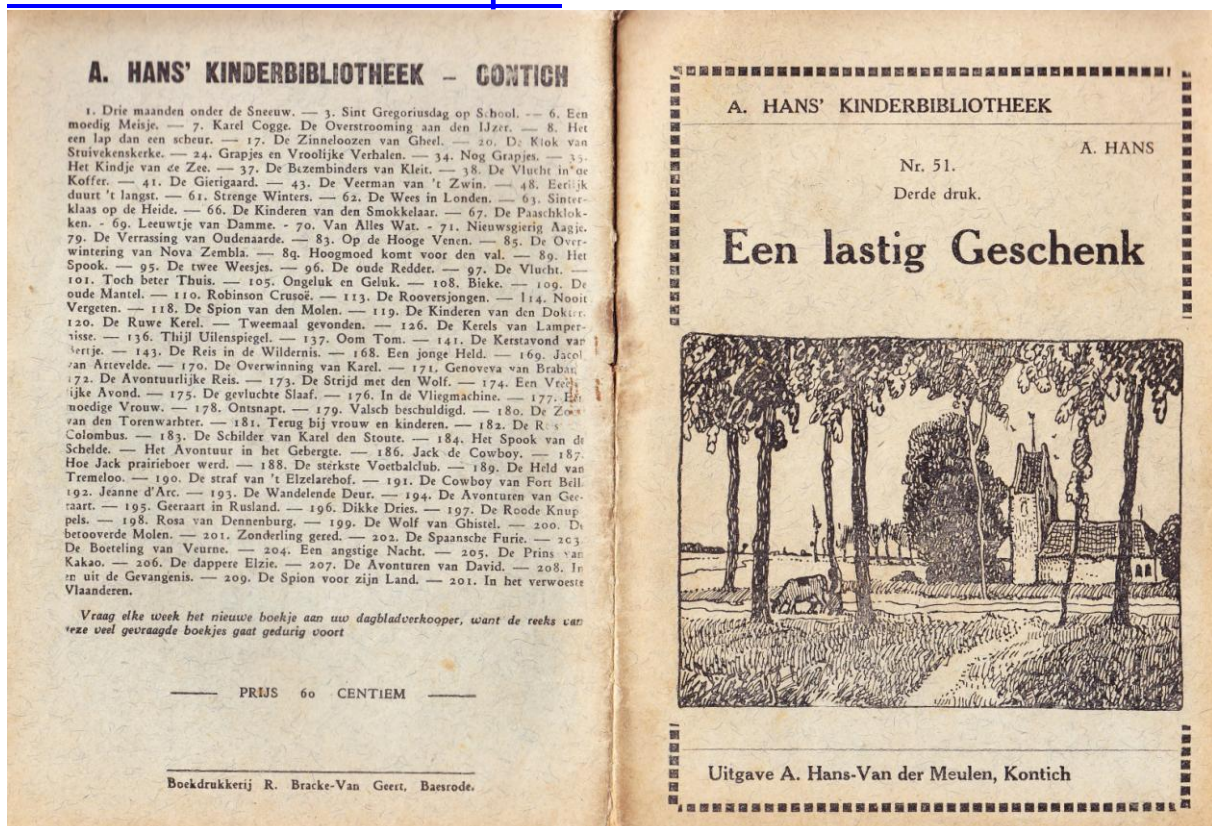 A. HANS' KINDERBIBLIOTHEEK – CONTICH
1. Drie maanden onder de Sneeuw. — 3. Sint Gregoriusdag op School. — 6. Een
moedig Meisje. — 7. Karel Cogge. De Overstrooming aan den IJzer. — 8. Het
een lap dan een scheur. — 17. De Zinneloozen van Gheel. — 20. De Klok van
Stuivekenskerke. — 24. Grapjes en Vroolijke Verhalen. — 34. Nog Grapjes. — 35.
Het Kindje van de Zee. — 37. De Bezembinders van Kleit. — 38. De Vlucht in de
Koffer. — 41. De Gierigaard. — 43. De Veerman van 't Zwin. — 48. Eerlijk
duurt 't langst. — 61. Strenge Winters. — 62. De Wees in Londen. — 63. Sinter-
klaas op de Heide. — 66. De Kinderen van den Smokkelaar. — 67. De Paaschklok-
ken. - 69. Leeuwtje van Damme. - 70. Van Alles Wat. - 71. Nieuwsgierig Aagje.
79. De Verrassing van Oudenaarde. — 83. Op de Hooge Venen. — 85. De Over-
wintering van Nova Zembla. — 8q. Hoogmoed komt voor den val. — 89. Het
Spook. — 95. De twee Weesjes. — 96. De oude Redder. — 97. De Vlucht. —
101. Toch beter Thuis. — 105. Ongeluk en Geluk. — 108. Bieke. — 109. De
oude Mantel. — 110. Robinson Crusoë. — 113. De Rooversjongen. — 114. Nooit
Vergeten. — 118. De Spion van den Molen. — 119. De Kinderen van den Dokter.
120. De Ruwe Kerel. — Tweemaal gevonden. — 126. De Kerels van Lamper-
nisse. — 136. Thijl Uilenspiegel. — 137. Oom Tom. — 141. De Kerstavond van
Bertje. — 143. De Reis in de Wildernis. — 168. Een jonge Held. — 169. Jacob
van Artevelde. — 170. De Overwinning van Karel. — 171. Genoveva van Brabant
172. De Avontuurlijke Reis. — 173. De Strijd met den Wolf. — 174. Een Vree-
lijke Avond. — 175. De gevluchte Slaaf. — 176. In de Vliegmachine. — 177. Een
moedige Vrouw. — 178. Ontsnapt. — 179. Valsch beschuldigd. — 180. De Zoon
van den Torenwarhter. — 181. Terug bij vrouw en kinderen. — 182. De Reis
Colombus. — 183. De Schilder van Karel den Stoute. — 184. Het Spook van de
Schelde. — Het Avontuur in het Gebergte. — 186. Jack de Cowboy. — 187.
Hoe Jack prairieboer werd. — 188. De sterkste Voetbalclub. — 189. De Held van
Tremeloo. — 190. De straf van 't Elzelarehof. — 191. De Cowboy van Fort Bell.
192. Jeanne d'Arc. — 193. De Wandelende Deur. — 194. De Avonturen van Gee-
raart. — 195. Geeraart in Rusland. — 196. Dikke Dries. — 197. De Roode Knup
pels. — 198. Rosa van Dennenburg. — 199. De Wolf van Ghistel. — 200. De
betooverde Molen. — 201. Zonderling gered. — 202. De Spaansche Furie. — 203
De Boeteling van Veurne. — 204. Een angstige Nacht. — 205. De Prins van
Kakao. — 206. De dappere Elzie. — 207. De Avonturen van David. — 208. In
en uit de Gevangenis. — 209. De Spion voor zijn Land. — 201. In het verwoeste
Vlaanderen.
Vraag elke week het nieuwe boekje aan uw dagbladverkooper, want de reeks van
deze veel gevraagde boekjes gaat gedurig voort
PRIJS 60 CENTIEM
Boekdrukkerij R. Bracke-Van Geert, Baesrode.
A. HANS' KINDERBIBLIOTHEEK
A. HANS
Nr. 51.
Derde druk.
Een lastig Geschenk
Uitgave A. Hans-Van der Meulen, Kontich